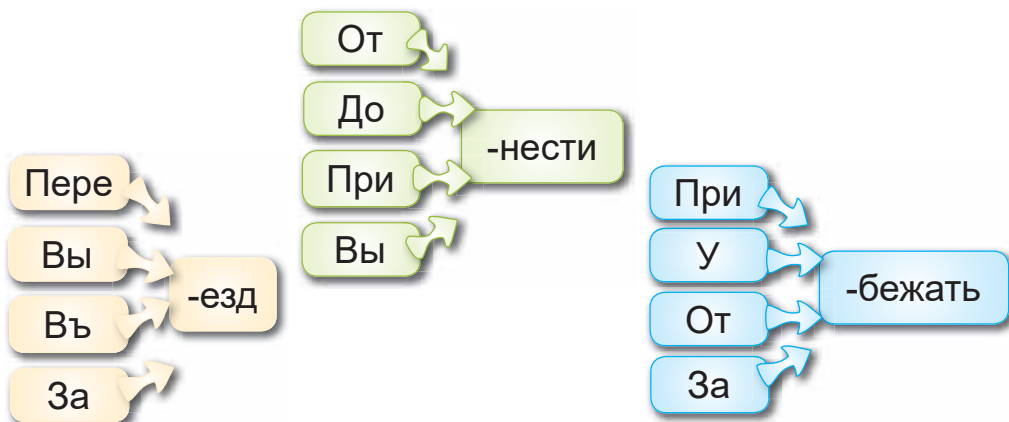 Пере
Вы
Въ
За
-езд
От
До
При
Вы
-нести
При
У
От
За
-бежать